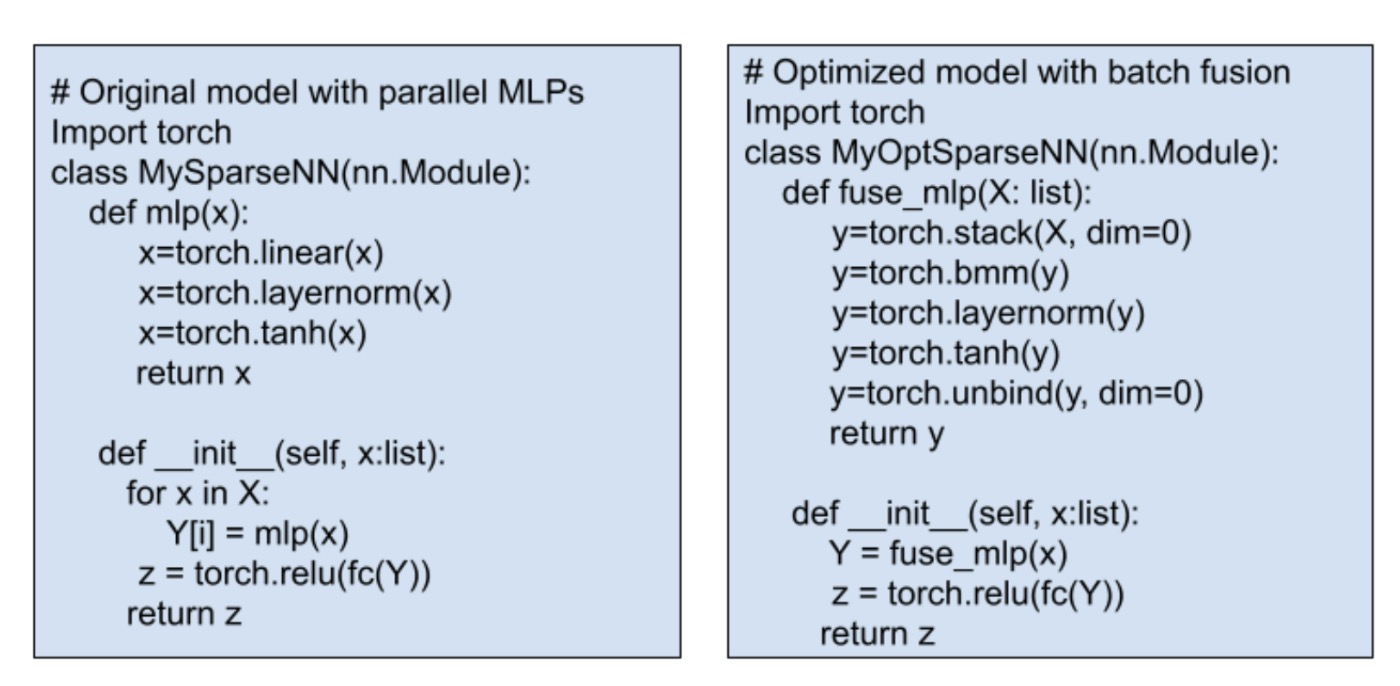 # Original model with parallel MLPs
Import torch
class MySparseNN(nn.Module):
def mlp(x):
x=torch.linear(x)
x=torch.layernorm(x)
x=torch.tanh(x)
return x
def __init__(self, x:list):
for x in X:
Y[i] = mlp(x)
z = torch.relu(fc(Y))
return z
# Optimized model with batch fusion
Import torch
class MyOptSparseNN(nn.Module):
def fuse_mlp(X: list):
y=torch.stack(X, dim=0)
y=torch.bmm(y)
y=torch.layernorm(y)
y=torch.tanh(y)
y=torch.unbind(y, dim=0)
return y
def __init__(self, x:list):
Y = fuse_mlp(x)
z = torch.relu(fc(Y))
return z